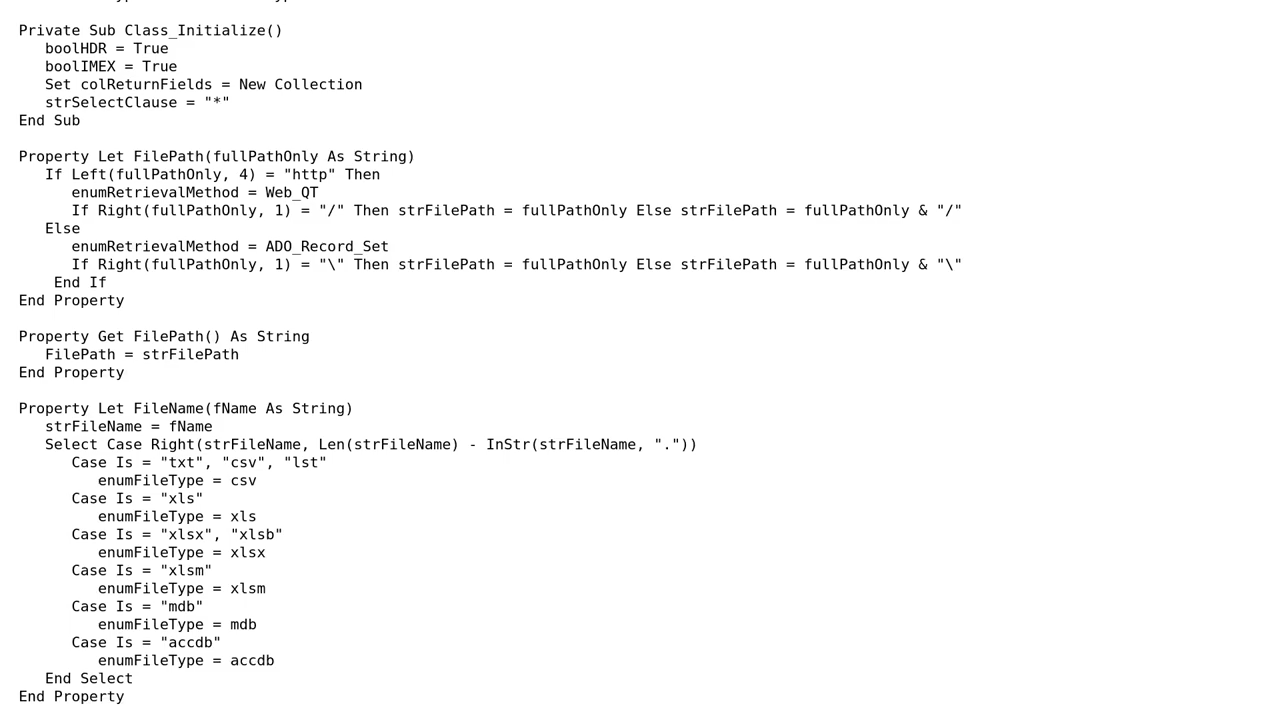 Private Sub Class_Initialize()
   boolHDR = True
   boolIMEX = True
   Set colReturnFields = New Collection
   strSelectClause = "*"
End Sub

Property Let FilePath(fullPathOnly As String)
   If Left(fullPathOnly, 4) = "http" Then
      enumRetrievalMethod = Web_QT
      If Right(fullPathOnly, 1) = "/" Then strFilePath = fullPathOnly Else strFilePath = fullPathOnly & "/"
   Else
      enumRetrievalMethod = ADO_Record_Set
      If Right(fullPathOnly, 1) = "\" Then strFilePath = fullPathOnly Else strFilePath = fullPathOnly & "\"
    End If
End Property

Property Get FilePath() As String
   FilePath = strFilePath
End Property

Property Let FileName(fName As String)
   strFileName = fName
   Select Case Right(strFileName, Len(strFileName) - InStr(strFileName, "."))
      Case Is = "txt", "csv", "lst"
         enumFileType = csv
      Case Is = "xls"
         enumFileType = xls
      Case Is = "xlsx", "xlsb"
         enumFileType = xlsx
      Case Is = "xlsm"
         enumFileType = xlsm
      Case Is = "mdb"
         enumFileType = mdb
      Case Is = "accdb"
         enumFileType = accdb
   End Select
End Property